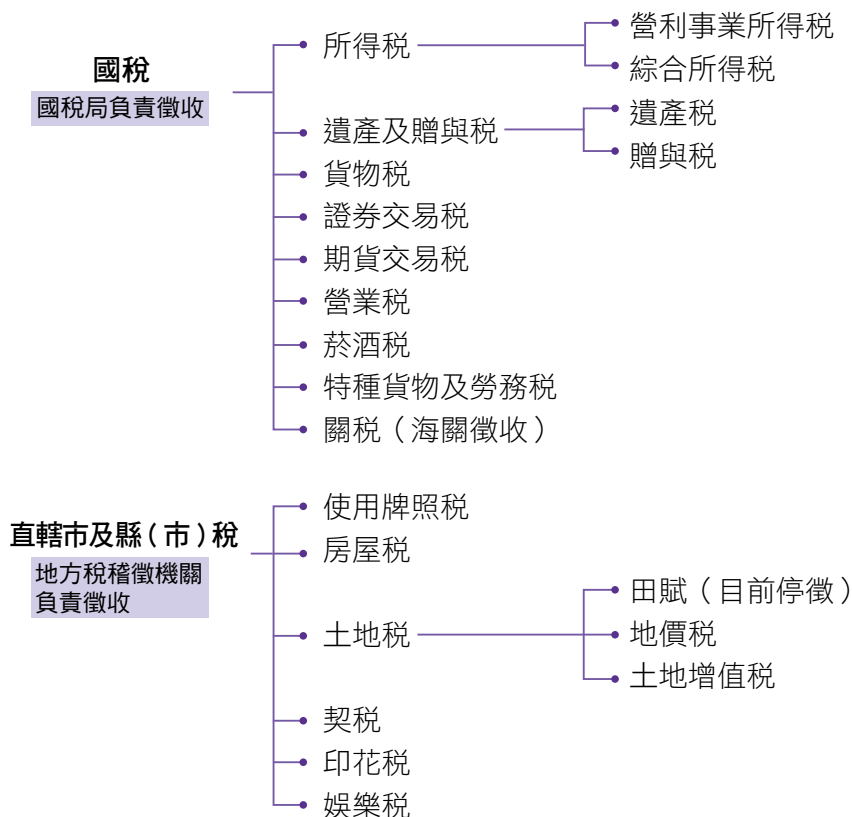 國稅
國稅局負責徵收
所得稅
營利事業所得稅
綜合所得稅
遺產及贈與稅
遺產稅
贈與稅
貨物稅
證券交易稅
期貨交易稅
營業稅
菸酒稅
特種貨物及勞務稅
關稅（海關徵收）
直轄市及縣(市)稅
地方稅稽徵機關
負責徵收
使用牌照稅
房屋稅
土地稅
田賦（目前停徵）
地價稅
土地增值稅
契稅
印花稅
娛樂稅